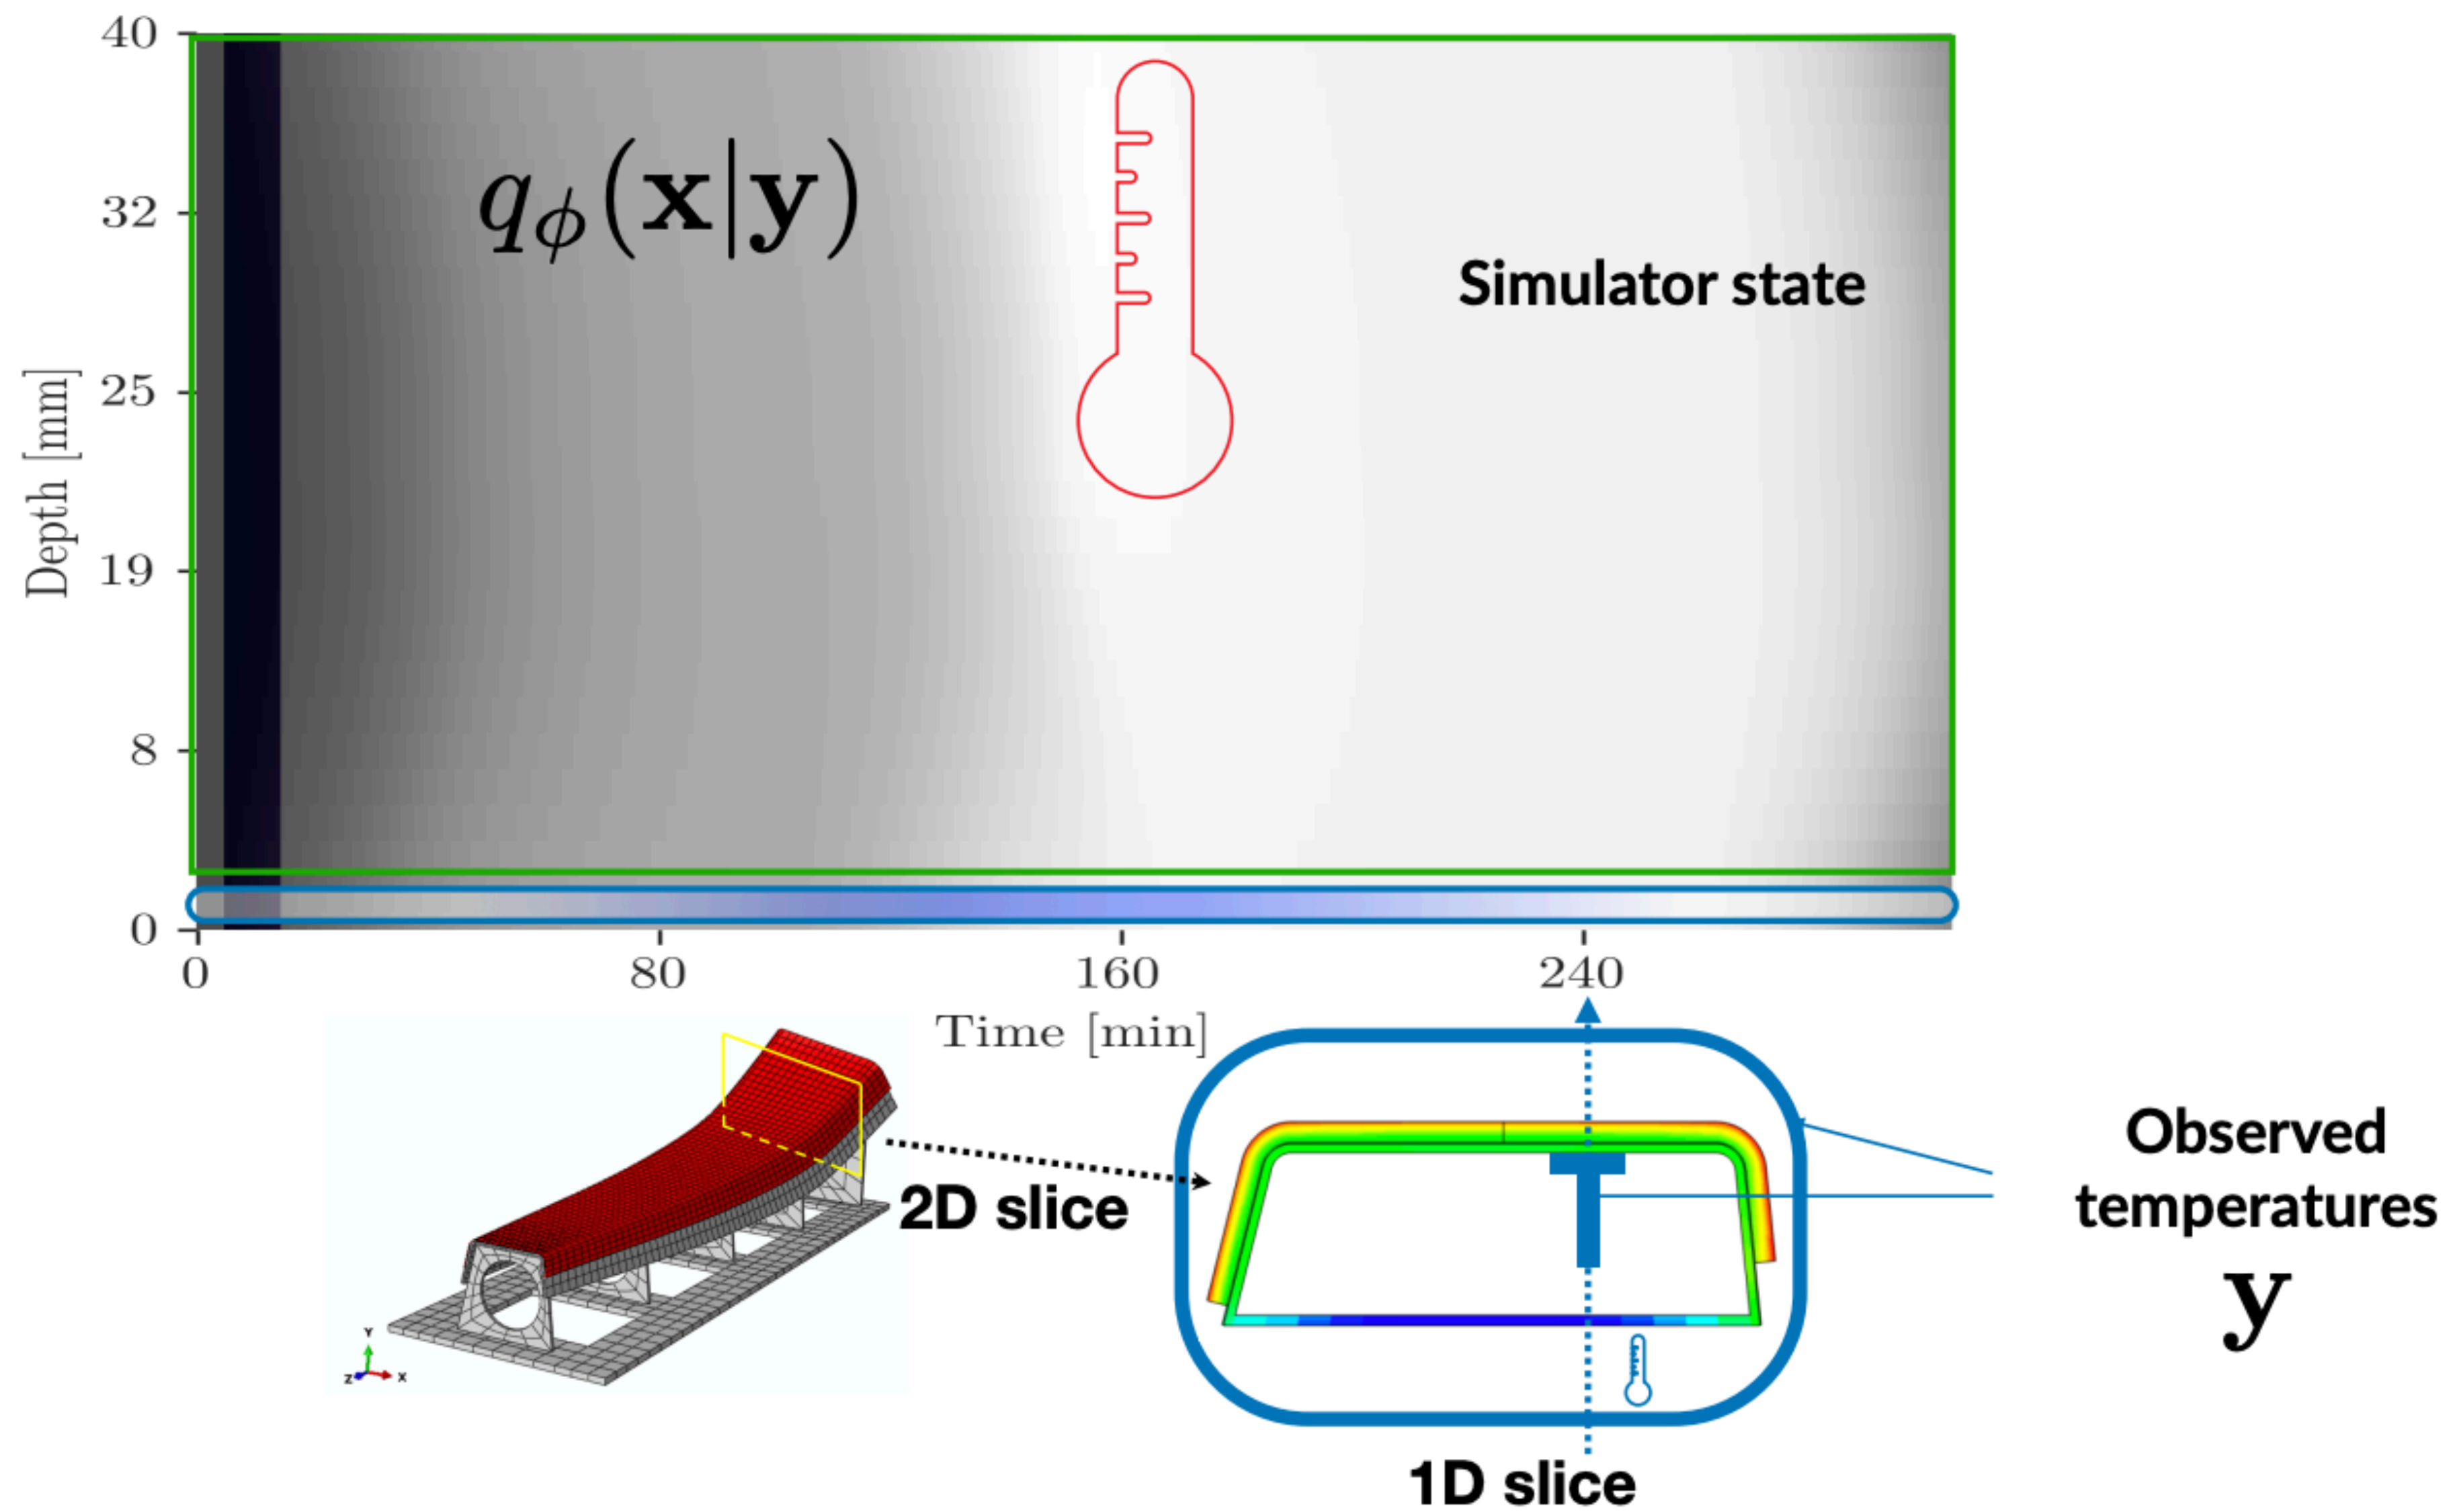 40
32
25
19
8
0
Depth [mm]
qϕ(x|y)
Simulator state
0
80
160
240
Time [min]
2D slice
Y
Z
X
1D slice
Observed
temperatures
y